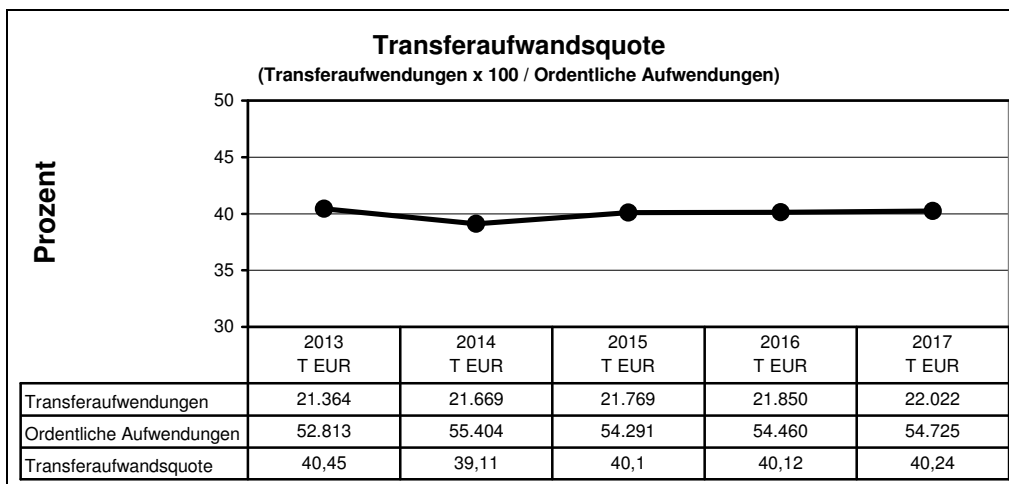 Transferaufwandsquote
(Transferaufwendungen x 100 / Ordentliche Aufwendungen)
Prozent
50
45
40
35
30
2013 2014 2015 2016 2017
T EUR T EUR T EUR T EUR T EUR
Transferaufwendungen 21.364 21.669 21.769 21.850 22.022
Ordentliche Aufwendungen 52.813 55.404 54.291 54.460 54.725
Transferaufwandsquote 40,45 39,11 40,1 40,12 40,24